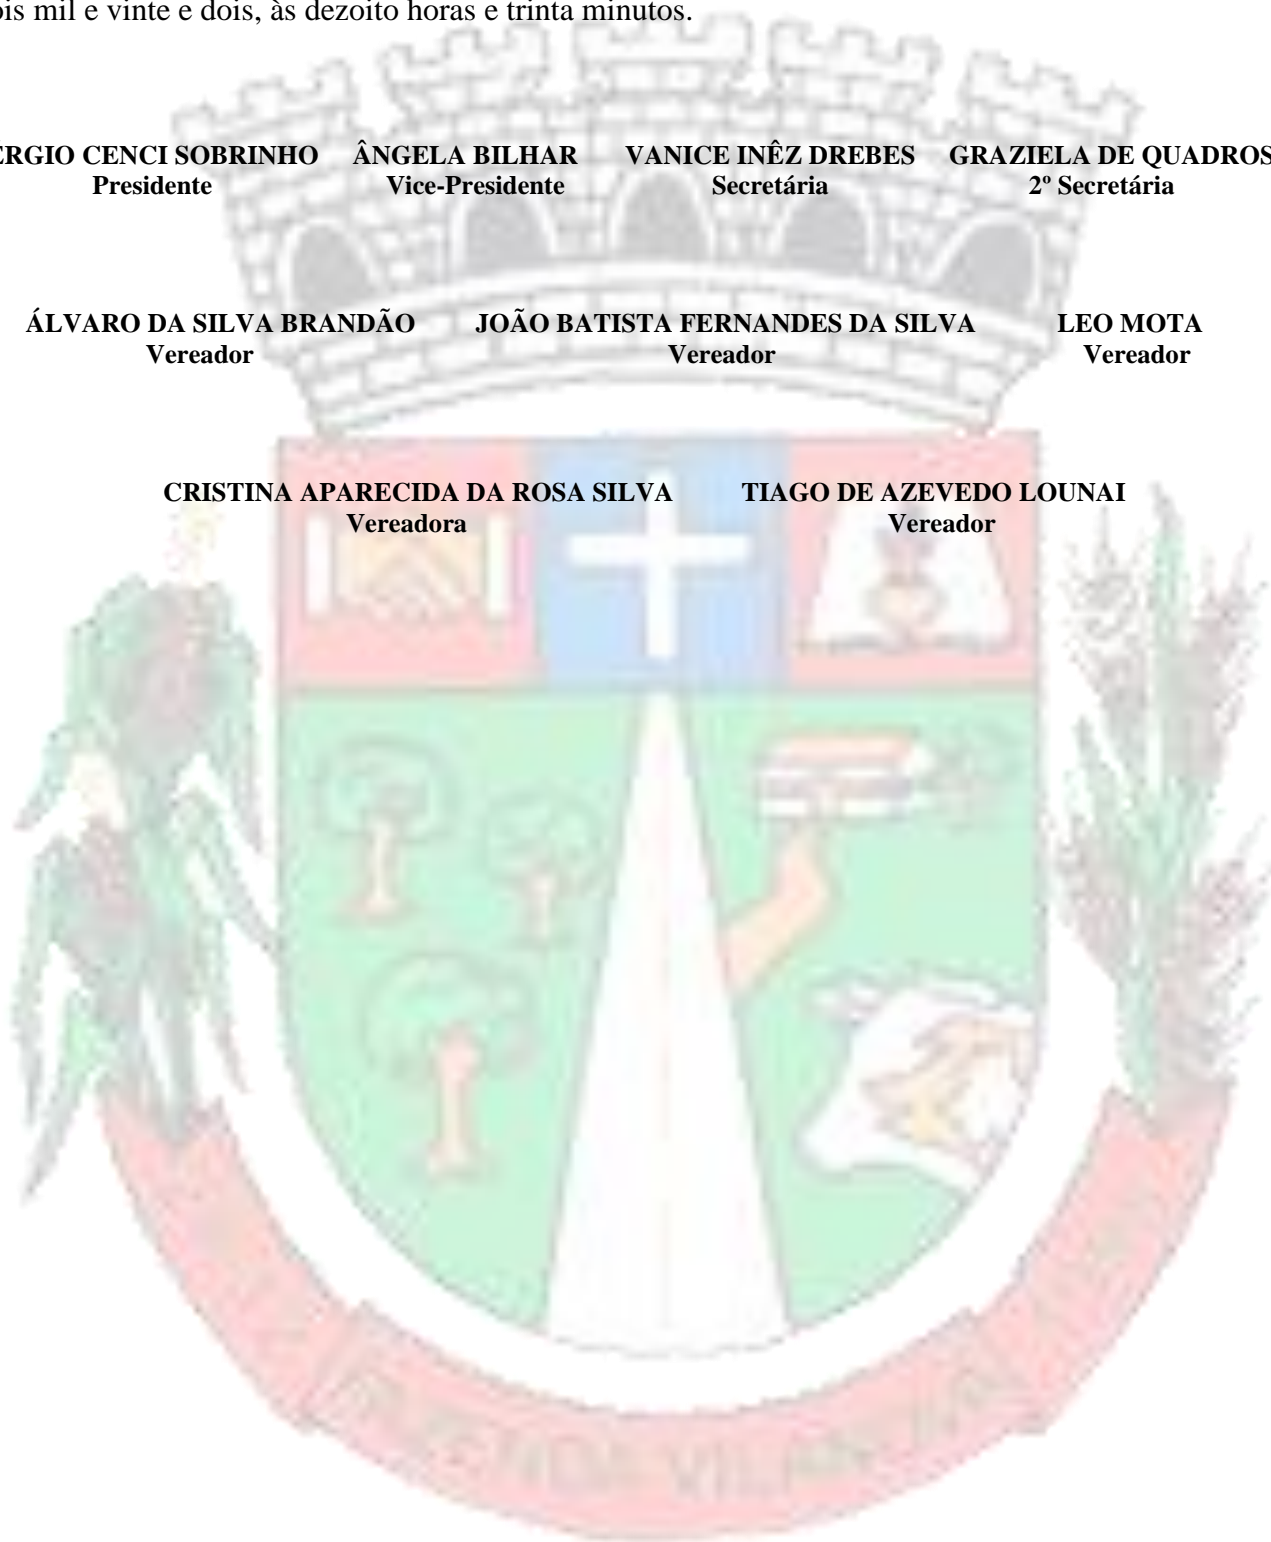 ois mil e vinte e dois, às dezoito horas e trinta minutos.
ÉRGIO CENCI SOBRINHO ÂNGELA BILHAR VANICE INÊZ DREBES GRAZIELA DE QUADROS
Presidente Vice-Presidente Secretária 2º Secretária
ÁLVARO DA SILVA BRANDÃO JOÃO BATISTA FERNANDES DA SILVA LEO MOTA
Vereador Vereador Vereador
CRISTINA APARECIDA DA ROSA SILVA TIAGO DE AZEVEDO LOUNAI
Vereadora Vereador